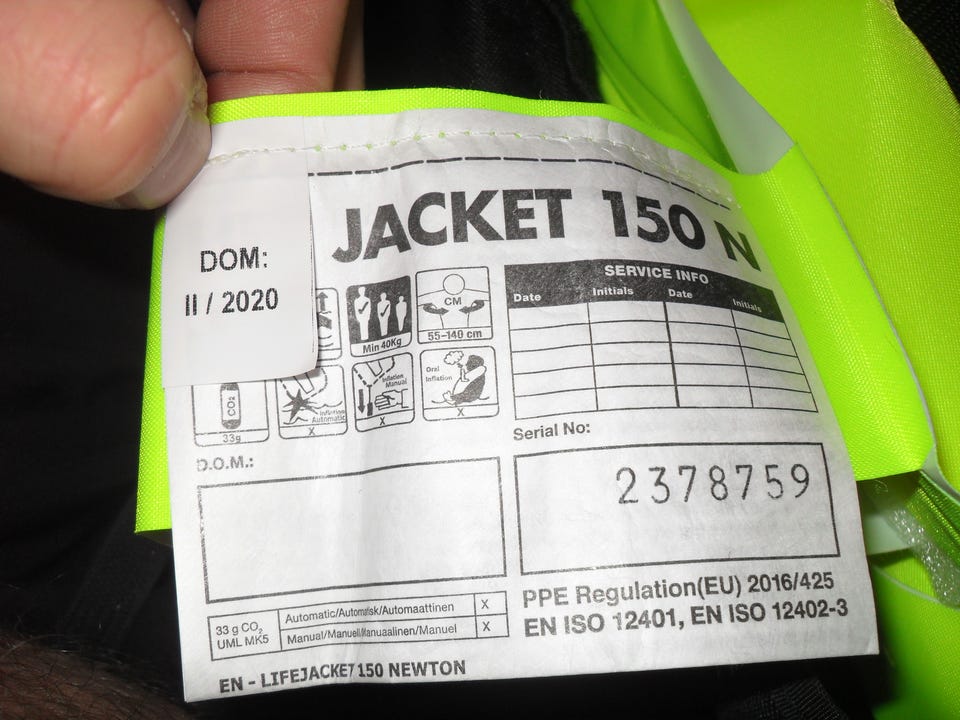 JACKET 150 N
DOM:
II / 2020
SERVICE INFO
Date Initials Date Initials
Min 40Kg
CM
55-140 cm
CO2
33g
Inflation
Automatic
X
Inflation
Manual
X
Oral
Inflation
X
D.O.M.:
Serial No:
2378759
33 g CO2
UML MK5
Automatic/Automatisk/Automaattinen X
Manual/Manuell/Manuaalinen/Manuel X
PPE Regulation(EU) 2016/425
EN ISO 12401, EN ISO 12402-3
EN - LIFEJACKET 150 NEWTON